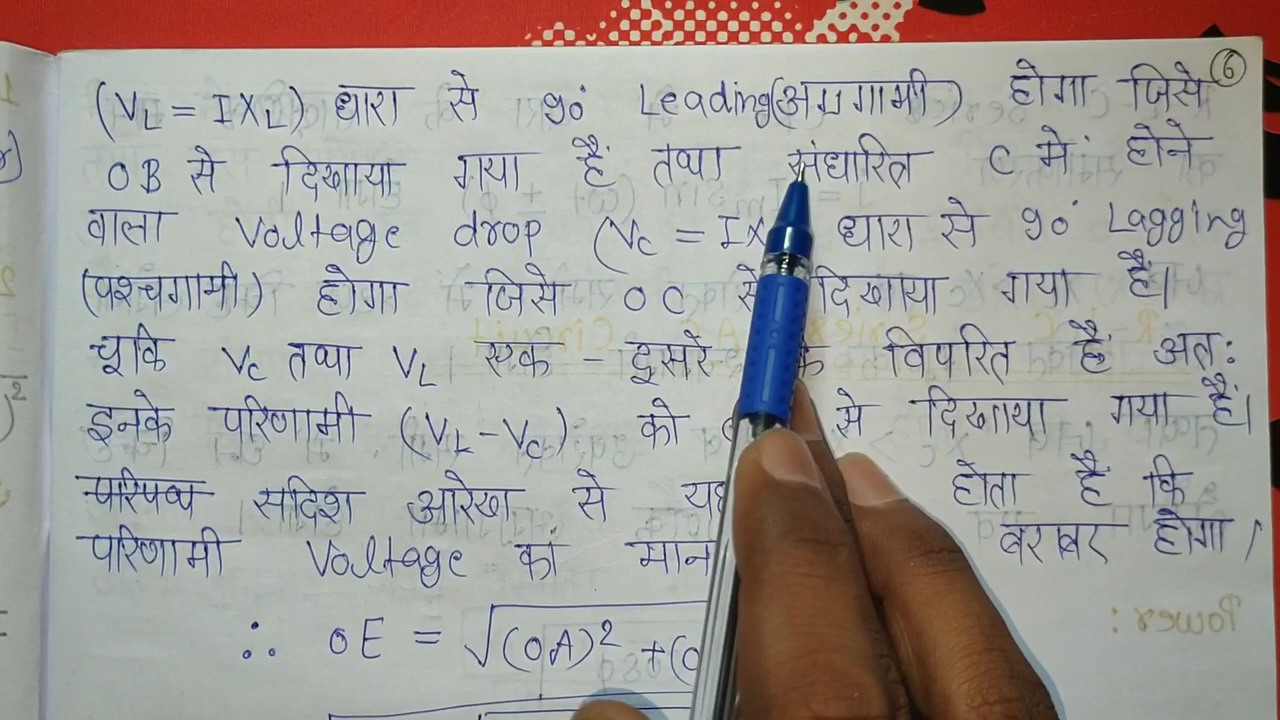 6
(VL = IXL) धारा से 90° Leading(अग्रगामी) होगा जिसे
OB से दिखाया गया है तथा संधारित्र C में होने
वाला Voltage drop (Vc = IX धारा से 90° Lagging
(पश्चगामी) होगा जिसे OC से दिखाया गया हैं।
चूकि Vc तथा VL एक - दूसरे विपरित हैं अत:
इनके परिणामी (VL - Vc) को से दिखाया गया हैं।
परिपथ सदिश आरेख से होता हैं कि
परिणामी Voltage का मान बराबर होगा।
∴ OE = √(OA)² + (
Power :